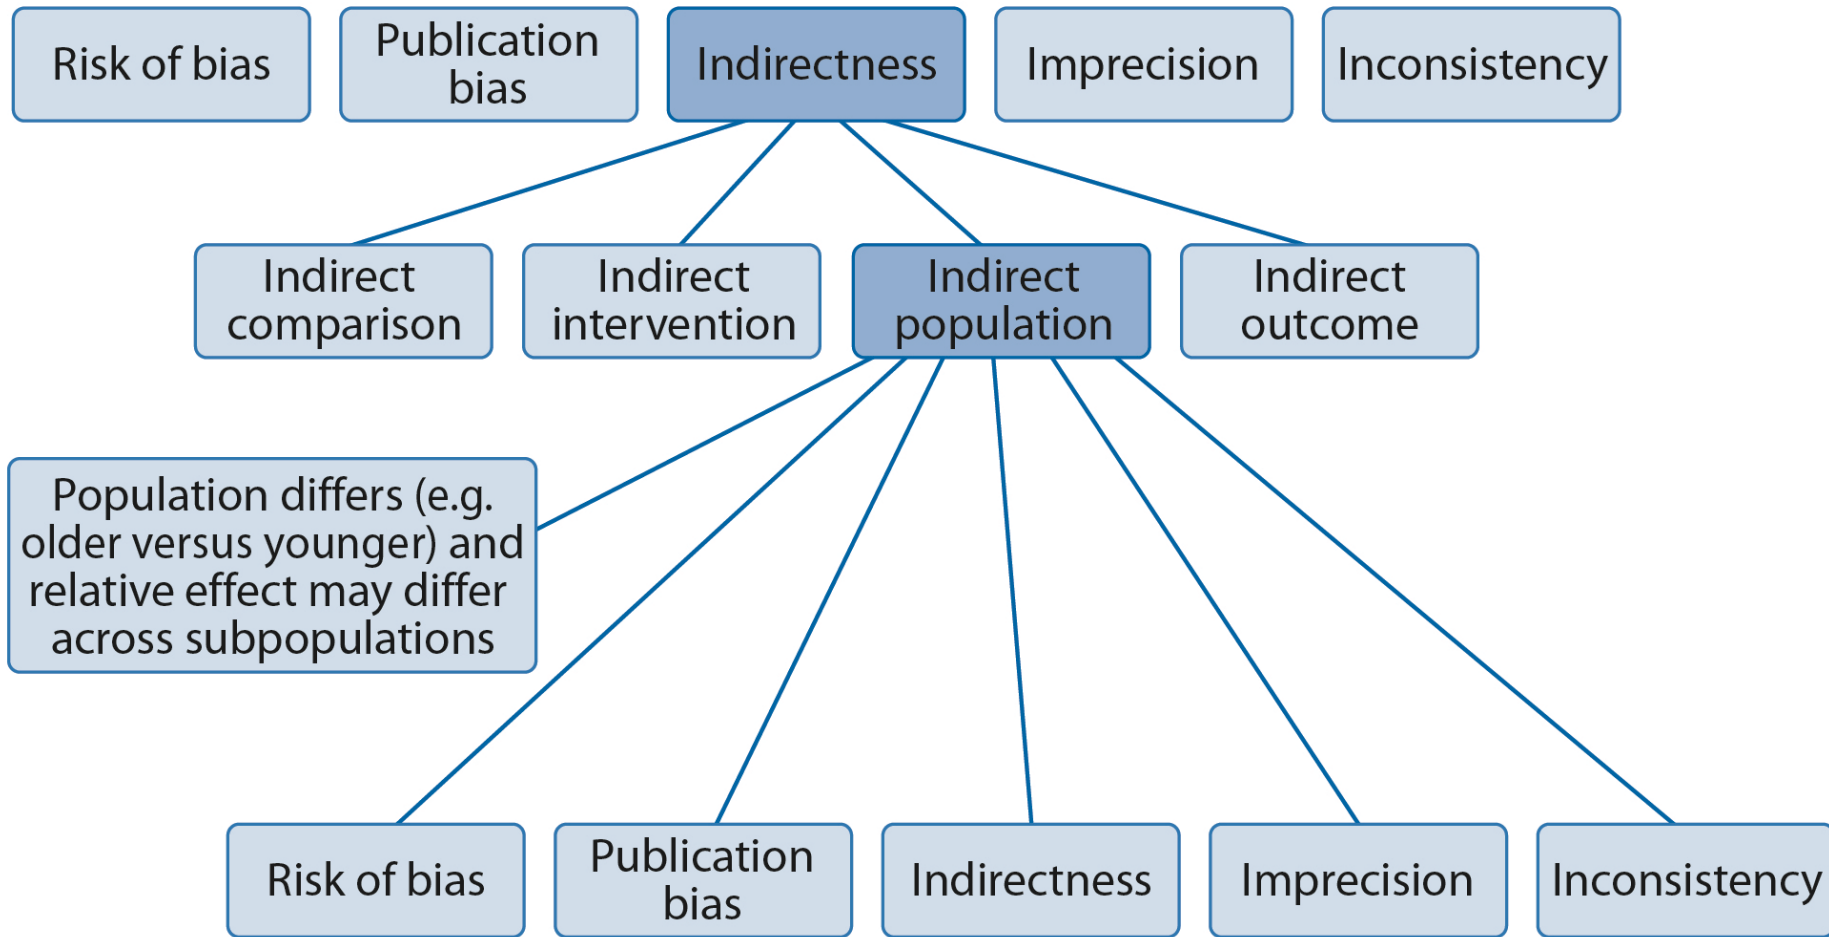 Risk of bias
Publication
bias
Indirectness
Imprecision
Inconsistency
Indirect
comparison
Indirect
intervention
Indirect
population
Indirect
outcome
Population differs (e.g.
older versus younger) and
relative effect may differ
across subpopulations
Risk of bias
Publication
bias
Indirectness
Imprecision
Inconsistency